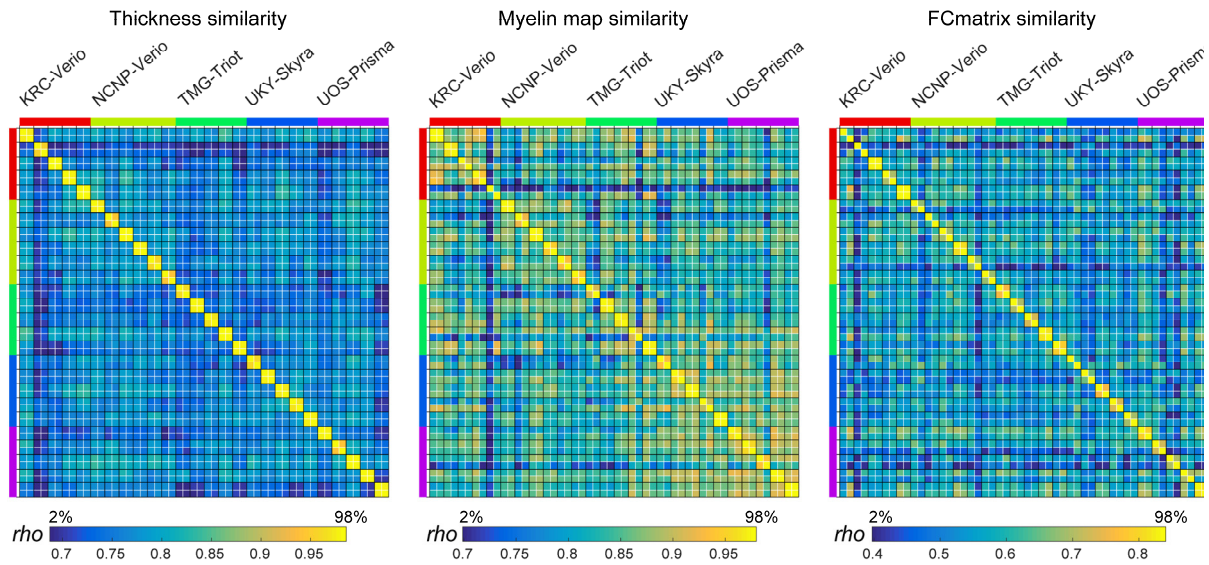 Thickness similarity
KRC-Verio
NCNP-Verio
TMG-Triot
UKY-Skyra
UOS-Prisma
2%
98%
rho
0.7 0.75 0.8 0.85 0.9 0.95
Myelin map similarity
KRC-Verio
NCNP-Verio
TMG-Triot
UKY-Skyra
UOS-Prisma
2%
98%
rho
0.7 0.75 0.8 0.85 0.9 0.95
FCmatrix similarity
KRC-Verio
NCNP-Verio
TMG-Triot
UKY-Skyra
UOS-Prisma
2%
98%
rho
0.4 0.5 0.6 0.7 0.8